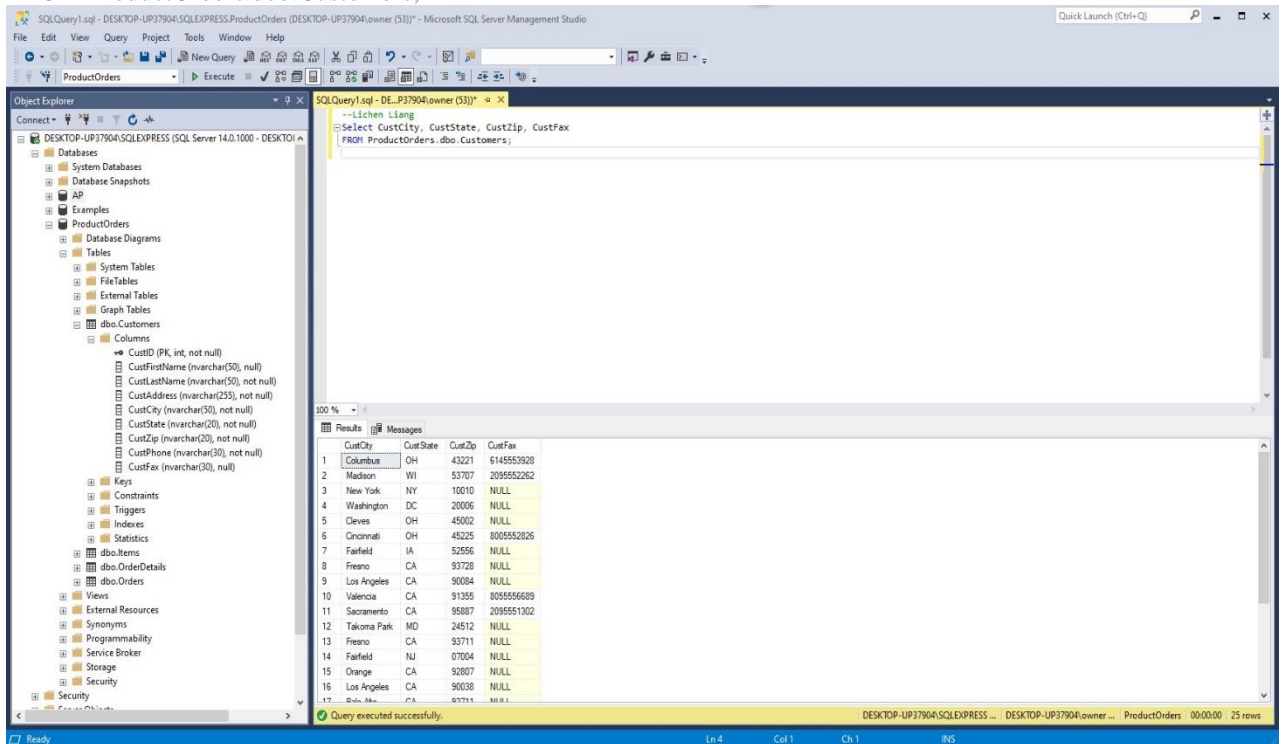 SQLQuery1.sql - DESKTOP-UP37904\SQLEXPRESS.ProductOrders (DESKTOP-UP37904\owner (53))* - Microsoft SQL Server Management Studio
Quick Launch (Ctrl+Q)
File Edit View Query Project Tools Window Help
New Query
ProductOrders Execute
Object Explorer
SQLQuery1.sql - DE...P37904\owner (53))*
Connect
DESKTOP-UP37904\SQLEXPRESS (SQL Server 14.0.1000 - DESKTO
Databases
System Databases
Database Snapshots
AP
Examples
ProductOrders
Database Diagrams
Tables
System Tables
FileTables
External Tables
Graph Tables
dbo.Customers
Columns
CustID (PK, int, not null)
CustFirstName (nvarchar(50), null)
CustLastName (nvarchar(50), not null)
CustAddress (nvarchar(255), not null)
CustCity (nvarchar(50), not null)
CustState (nvarchar(20), not null)
CustZip (nvarchar(20), not null)
CustPhone (nvarchar(30), not null)
CustFax (nvarchar(30), null)
Keys
Constraints
Triggers
Indexes
Statistics
dbo.Items
dbo.OrderDetails
dbo.Orders
Views
External Resources
Synonyms
Programmability
Service Broker
Storage
Security
Security
--Lichen Liang
Select CustCity, CustState, CustZip, CustFax
FROM ProductOrders.dbo.Customers;
100 %
Results Messages
CustCity CustState CustZip CustFax
1 Columbus OH 43221 6145553928
2 Madison WI 53707 2095552262
3 New York NY 10010 NULL
4 Washington DC 20006 NULL
5 Cleves OH 45002 NULL
6 Cincinnati OH 45225 8005552826
7 Fairfield IA 52556 NULL
8 Fresno CA 93728 NULL
9 Los Angeles CA 90084 NULL
10 Valencia CA 91355 8055556689
11 Sacramento CA 95887 2095551302
12 Takoma Park MD 24512 NULL
13 Fresno CA 93711 NULL
14 Fairfield NJ 07004 NULL
15 Orange CA 92807 NULL
16 Los Angeles CA 90038 NULL
17 Palo Alto CA 92711 NULL
Query executed successfully.
DESKTOP-UP37904\SQLEXPRESS ... DESKTOP-UP37904\owner ... ProductOrders 00:00:00 25 rows
Ready Ln 4 Col 1 Ch 1 INS